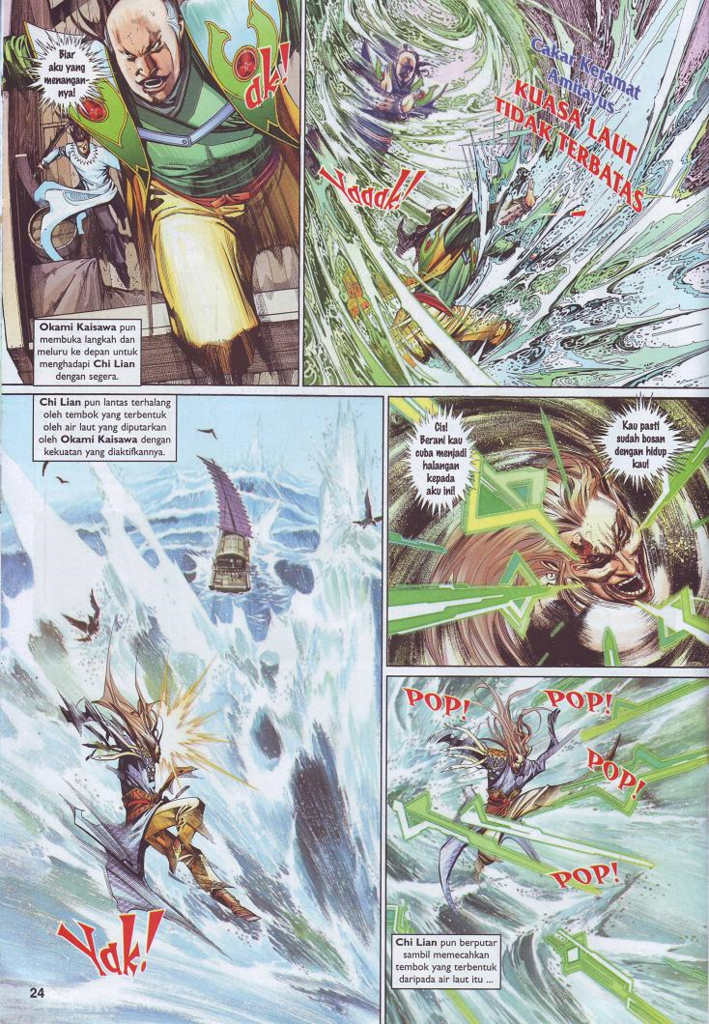 Biar
aku yang
menangan-
nya!
ak!
Okami Kaisawa pun
membuka langkah dan
meluru ke depan untuk
menghadapi Chi Lian
dengan segera.
Cakar Keramat
Amitayus
KUASA LAUT
TIDAK TERBATAS
Yaaak!
Chi Lian pun lantas terhalang
oleh tembok yang terbentuk
oleh air laut yang diputarkan
oleh Okami Kaisawa dengan
kekuatan yang diaktifkannya.
Yak!
Cis!
Berani kau
cuba menjadi
halangan
kepada
aku ini!
Kau pasti
sudah bosan
dengan hidup
kau!
POP!
POP!
POP!
POP!
Chi Lian pun berputar
sambil memecahkan
tembok yang terbentuk
daripada air laut itu ...
24